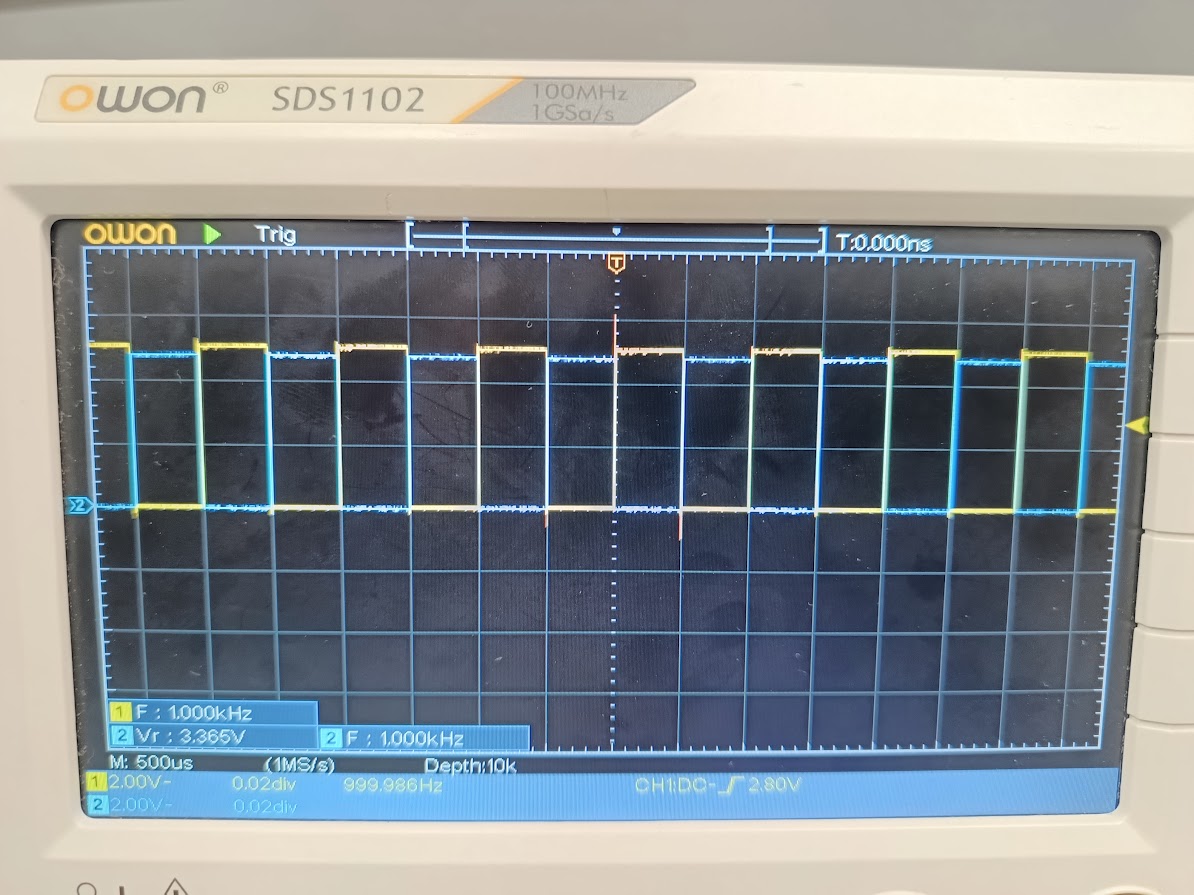 OWON® SDS1102 100MHz
1GSa/s
OWON Trig T:0.000ns
T
2
1 F : 1.000kHz
2 Vr : 3.365V 2 F : 1.000kHz
M: 500us (1MS/s) Depth:10k
1 2.00V⎓ 0.02div 999.986Hz CH1:DC- 2.80V
2 2.00V⎓ 0.02div